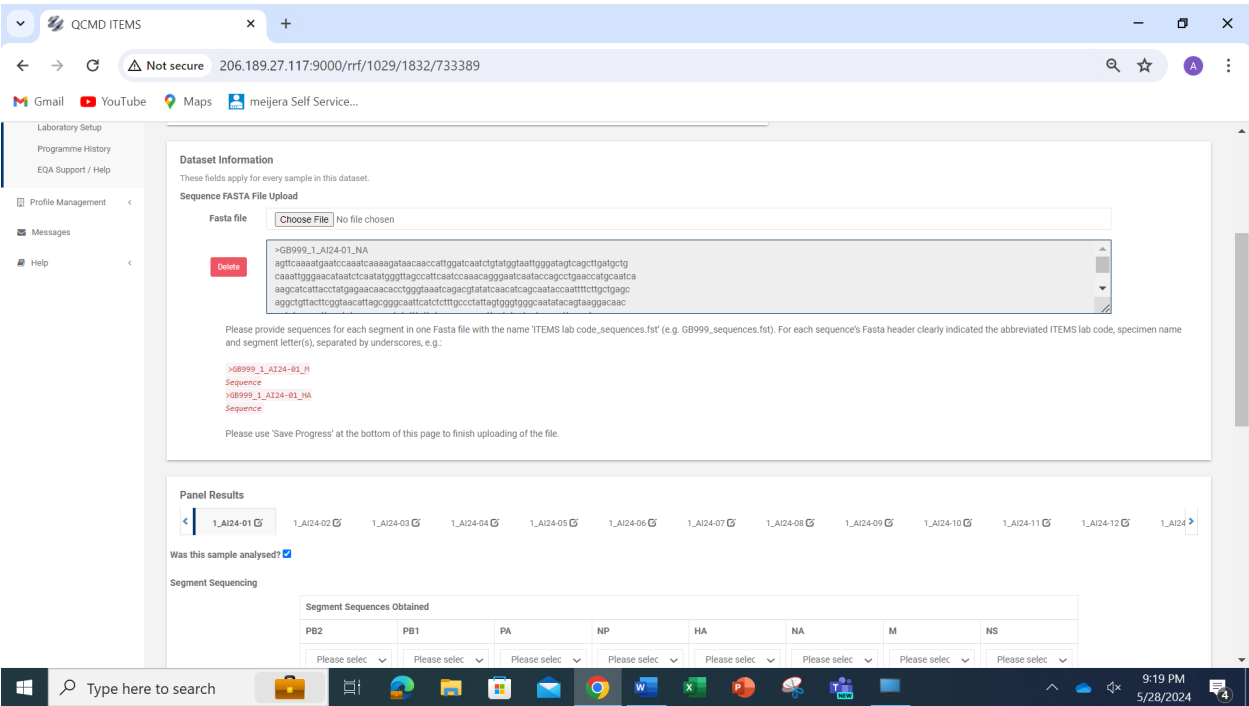 QCMD ITEMS
Not secure 206.189.27.117:9000/rrf/1029/1832/733389
A
Gmail YouTube Maps meijera Self Service...
Laboratory Setup
Programme History
EQA Support / Help
Profile Management
Messages
Help
Dataset Information
These fields apply for every sample in this dataset.
Sequence FASTA File Upload
Fasta file Choose File No file chosen
Delete
>GB999_1_AI24-01_NA
agttcaaaatgaatccaaatcaaaagataacaaccattggatcaatctgtatggtaattgggatagtcagcttgatgctg
caaattgggaacataatctcaatatgggttagccattcaatccaaacagggaatcaataccagcctgaaccatgcaatca
aagcatcattacctatgagaacaacacctgggtaaatcagacgtatatcaacatcagcaataccaattttcttgctgagc
aggctgttacttcggtaacattagcgggcaattcatctctttgccctattagtgggtgggcaatatacagtaaggacaac
Please provide sequences for each segment in one Fasta file with the name 'ITEMS lab code_sequences.fst' (e.g. GB999_sequences.fst). For each sequence's Fasta header clearly indicated the abbreviated ITEMS lab code, specimen name
and segment letter(s), separated by underscores, e.g.:
>GB999_1_AI24-01_M
Sequence
>GB999_1_AI24-01_HA
Sequence
Please use 'Save Progress' at the bottom of this page to finish uploading of the file.
Panel Results
1_AI24-01 1_AI24-02 1_AI24-03 1_AI24-04 1_AI24-05 1_AI24-06 1_AI24-07 1_AI24-08 1_AI24-09 1_AI24-10 1_AI24-11 1_AI24-12 1_AI24
Was this sample analysed?
Segment Sequencing
Segment Sequences Obtained
PB2 PB1 PA NP HA NA M NS
Please selec Please selec Please selec Please selec Please selec Please selec Please selec Please selec
Type here to search
NEW
9:19 PM
5/28/2024
4